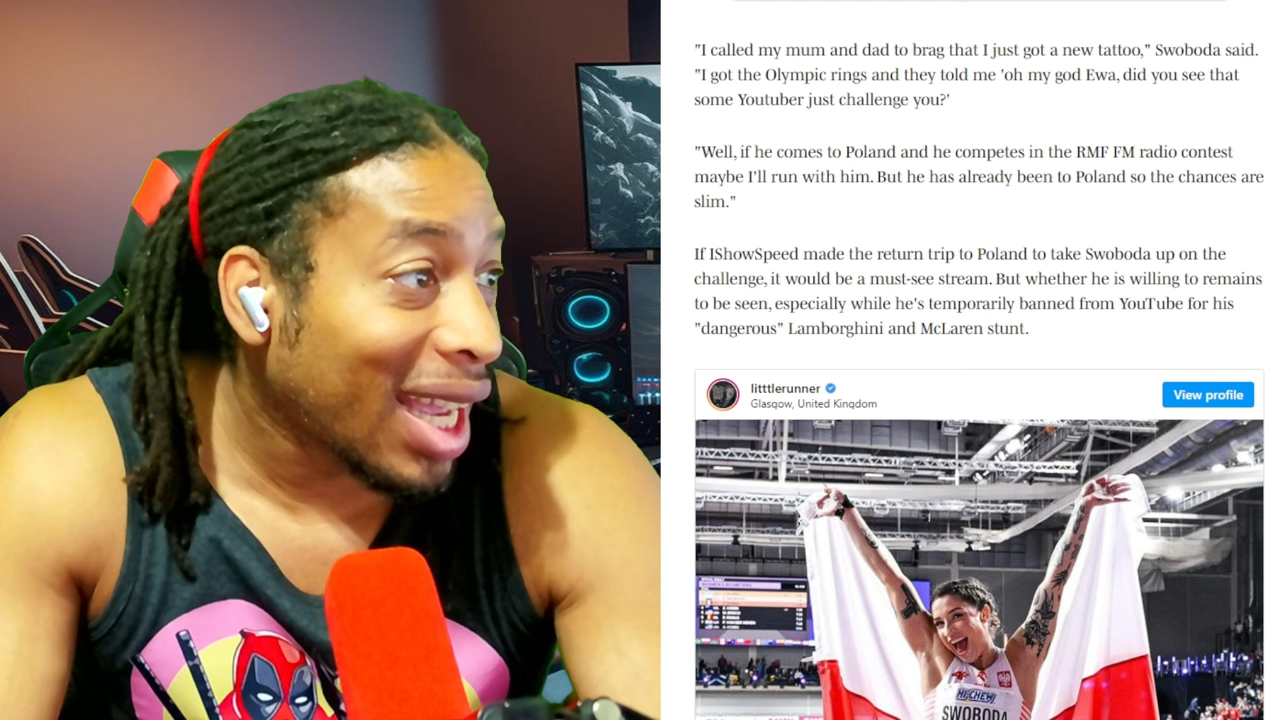 "I called my mum and dad to brag that I just got a new tattoo," Swoboda said.
"I got the Olympic rings and they told me 'oh my god Ewa, did you see that
some Youtuber just challenge you?'
"Well, if he comes to Poland and he competes in the RMF FM radio contest
maybe I'll run with him. But he has already been to Poland so the chances are
slim."
If IShowSpeed made the return trip to Poland to take Swoboda up on the
challenge, it would be a must-see stream. But whether he is willing to remains
to be seen, especially while he's temporarily banned from YouTube for his
"dangerous" Lamborghini and McLaren stunt.
litttlerunner
Glasgow, United Kingdom
View profile
HI-CHEW
SWOBODA